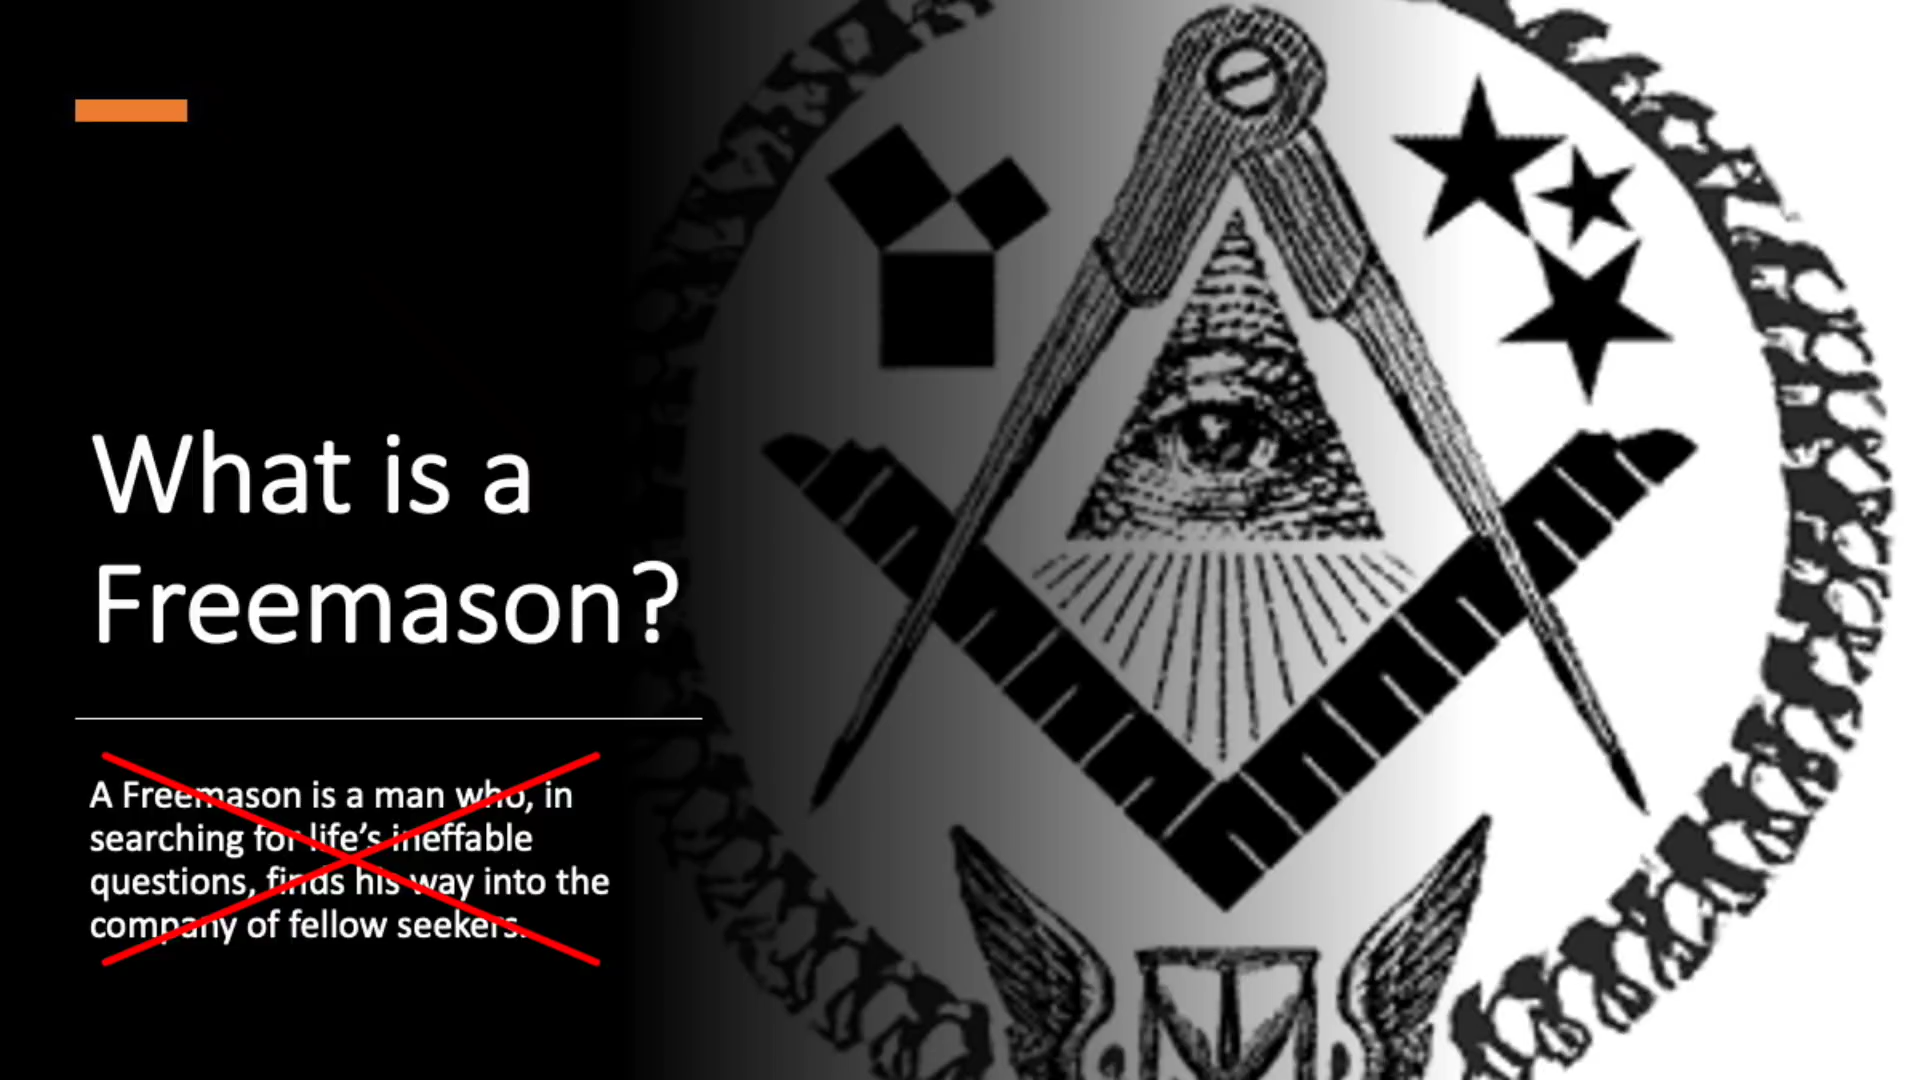 What is a
Freemason?
A Freemason is a man who, in
searching for life's ineffable
questions, finds his way into the
company of fellow seekers.